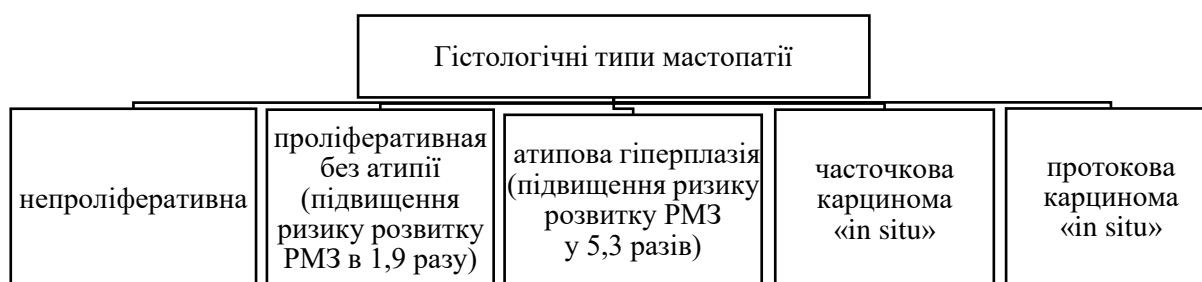 Гістологічні типи мастопатії
непроліферативна
проліферативная
без атипії
(підвищення
ризику розвитку
РМЗ в 1,9 разу)
атипова гіперплазія
(підвищення ризику
розвитку РМЗ
у 5,3 разів)
часточкова
карцинома
«in situ»
протокова
карцинома
«in situ»